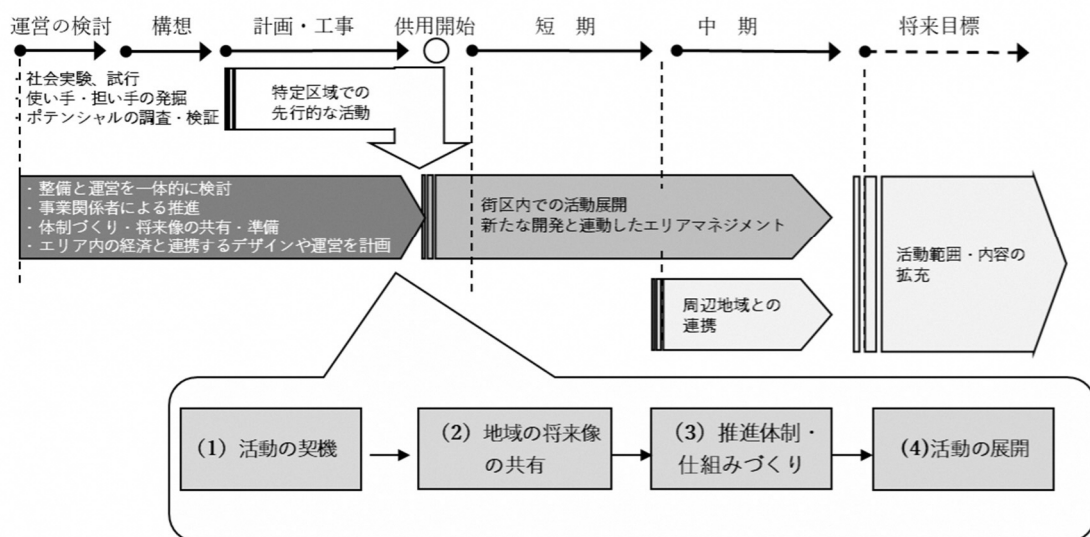 運営の検討
構想
計画・工事
供用開始
短　期
中　期
将来目標
・社会実験、試行
・使い手・担い手の発掘
・ポテンシャルの調査・検証
特定区域での
先行的な活動
・整備と運営を一体的に検討
・事業関係者による推進
・体制づくり・将来像の共有・準備
・エリア内の経済と連携するデザインや運営を計画
街区内での活動展開
新たな開発と連動したエリアマネジメント
活動範囲・内容の
拡充
周辺地域との
連携
(1) 活動の契機
(2) 地域の将来像
の共有
(3) 推進体制・
仕組みづくり
(4)活動の展開